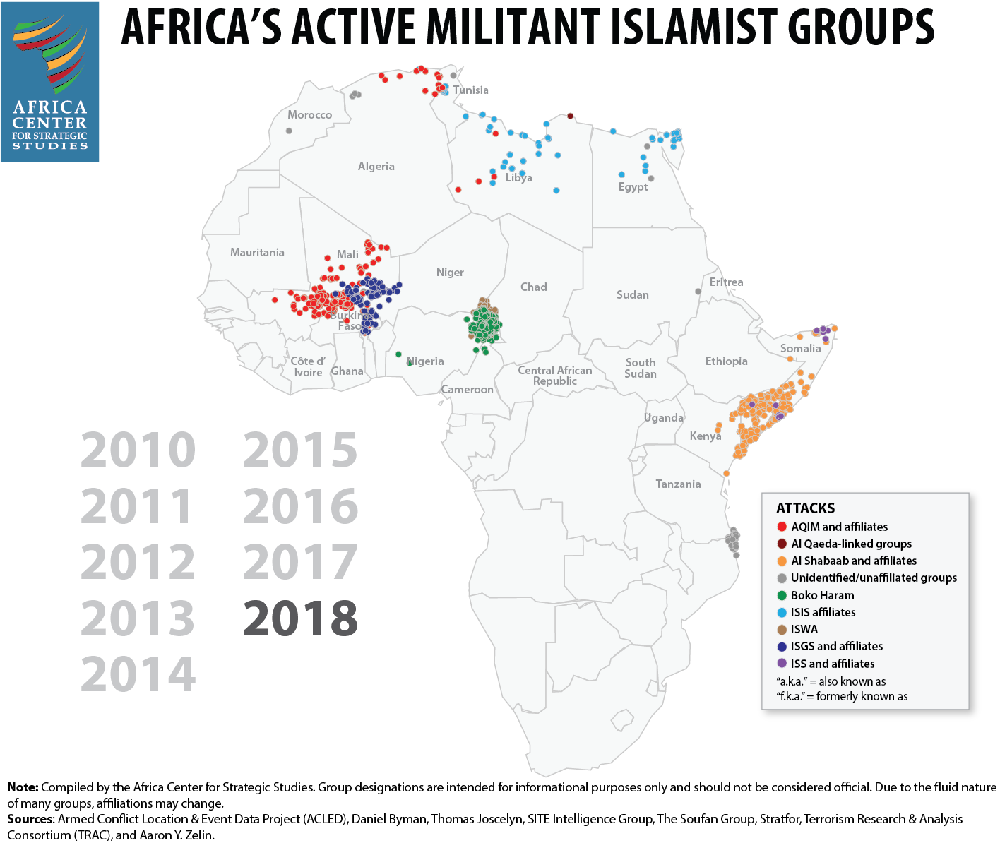 AFRICA'S ACTIVE MILITANT ISLAMIST GROUPS
AFRICA
CENTER
FOR STRATEGIC
STUDIES
Tunisia
Morocco
Algeria
Libya
Egypt
Mauritania
Mali
Niger
Chad
Sudan
Eritrea
Burkina
Faso
Côte d'
Ivoire
Ghana
Nigeria
Cameroon
Central African
Republic
South
Sudan
Ethiopia
Somalia
Uganda
Kenya
Tanzania
2010
2011
2012
2013
2014
2015
2016
2017
2018
ATTACKS
AQIM and affiliates
Al Qaeda-linked groups
Al Shabaab and affiliates
Unidentified/unaffiliated groups
Boko Haram
ISIS affiliates
ISWA
ISGS and affiliates
ISS and affiliates
“a.k.a.” = also known as
“f.k.a.” = formerly known as
Note: Compiled by the Africa Center for Strategic Studies. Group designations are intended for informational purposes only and should not be considered official. Due to the fluid nature
of many groups, affiliations may change.
Sources: Armed Conflict Location & Event Data Project (ACLED), Daniel Byman, Thomas Joscelyn, SITE Intelligence Group, The Soufan Group, Stratfor, Terrorism Research & Analysis
Consortium (TRAC), and Aaron Y. Zelin.